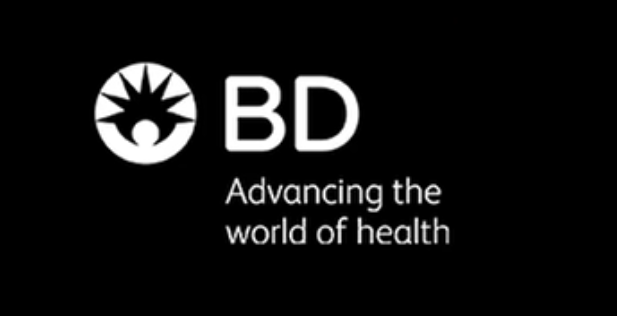 BD
Advancing the
world of health